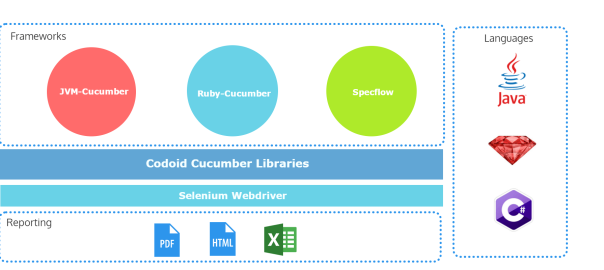 Frameworks
JVM-Cucumber
Ruby-Cucumber
Specflow
Codoid Cucumber Libraries
Selenium Webdriver
Reporting
PDF
HTML
X
Languages
Java
C#